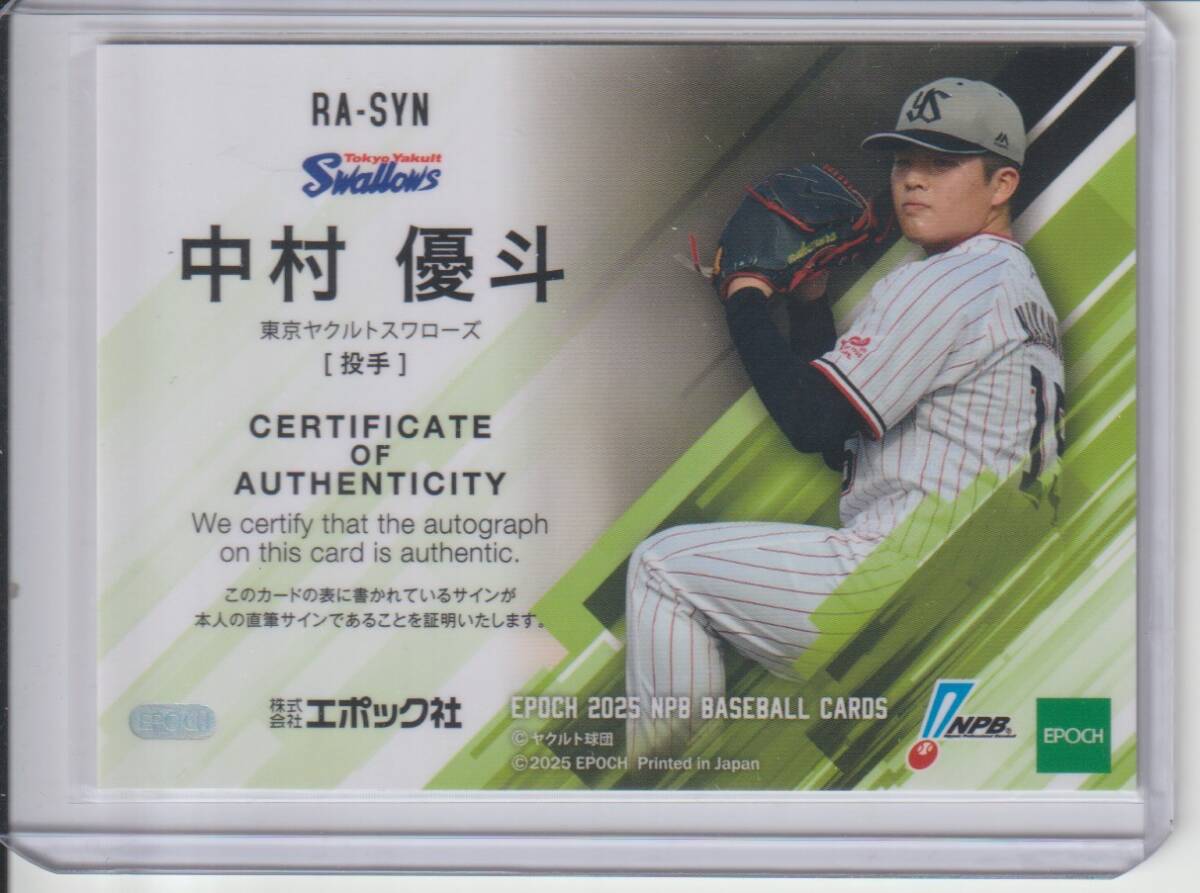 RA-SYN
Tokyo Yakult
Swallows
中村 優斗
東京ヤクルトスワローズ
[ 投手 ]
CERTIFICATE
OF
AUTHENTICITY
We certify that the autograph
on this card is authentic.
このカードの表に書かれているサインが
本人の直筆サインであることを証明いたします。
EPOCH
株式会社エポック社
EPOCH 2025 NPB BASEBALL CARDS
©ヤクルト球団
©2025 EPOCH Printed in Japan
NPB
EPOCH
YS